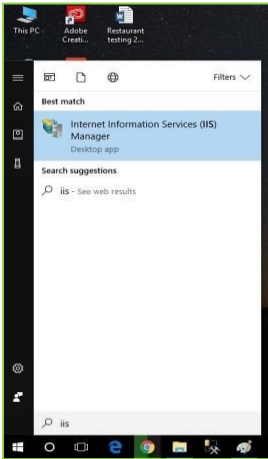 This PC
Adobe
Creati...
Restaurant
testing 2...
Filters
Best match
Internet Information Services (IIS)
Manager
Desktop app
Search suggestions
iis - See web results
iis